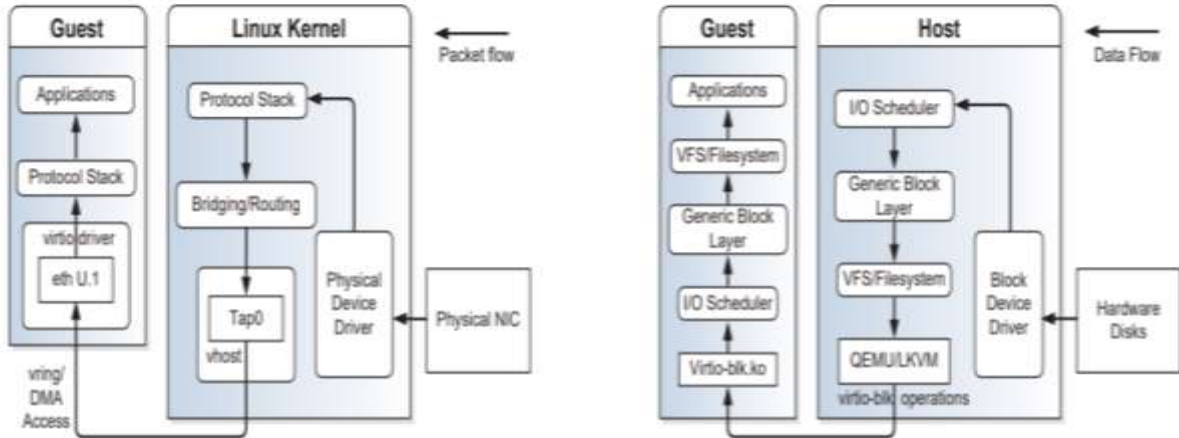 Guest
Linux Kernel
Packet flow
Applications
Protocol Stack
virtio driver
eth U.1
vring/
DMA
Access
Protocol Stack
Bridging/Routing
Tap0
vhost
Physical
Device
Driver
Physical NIC
Guest
Host
Data Flow
Applications
VFS/Filesystem
Generic Block
Layer
I/O Scheduler
Virtio-blk.ko
I/O Scheduler
Generic Block
Layer
VFS/Filesystem
QEMU/LKVM
virtio-blk operations
Block
Device
Driver
Hardware
Disks